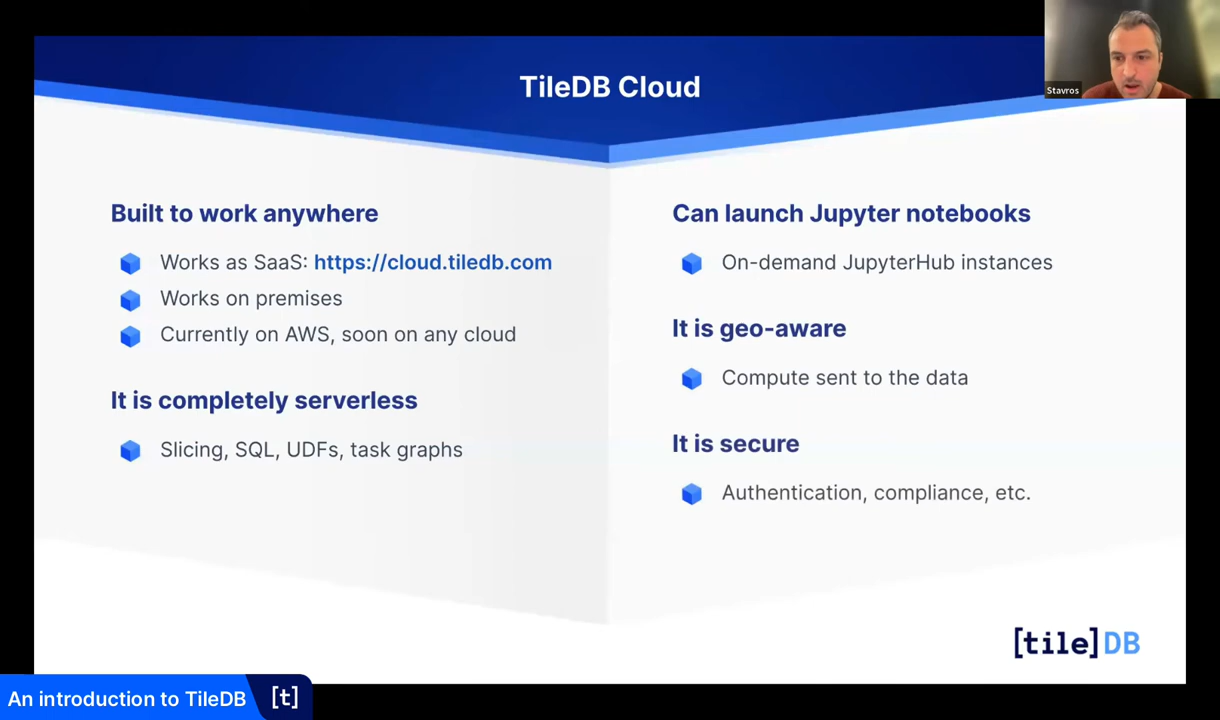 TileDB Cloud
Stavros
Built to work anywhere
Works as SaaS: https://cloud.tiledb.com
Works on premises
Currently on AWS, soon on any cloud
It is completely serverless
Slicing, SQL, UDFs, task graphs
Can launch Jupyter notebooks
On-demand JupyterHub instances
It is geo-aware
Compute sent to the data
It is secure
Authentication, compliance, etc.
[tile]DB
An introduction to TileDB [t]